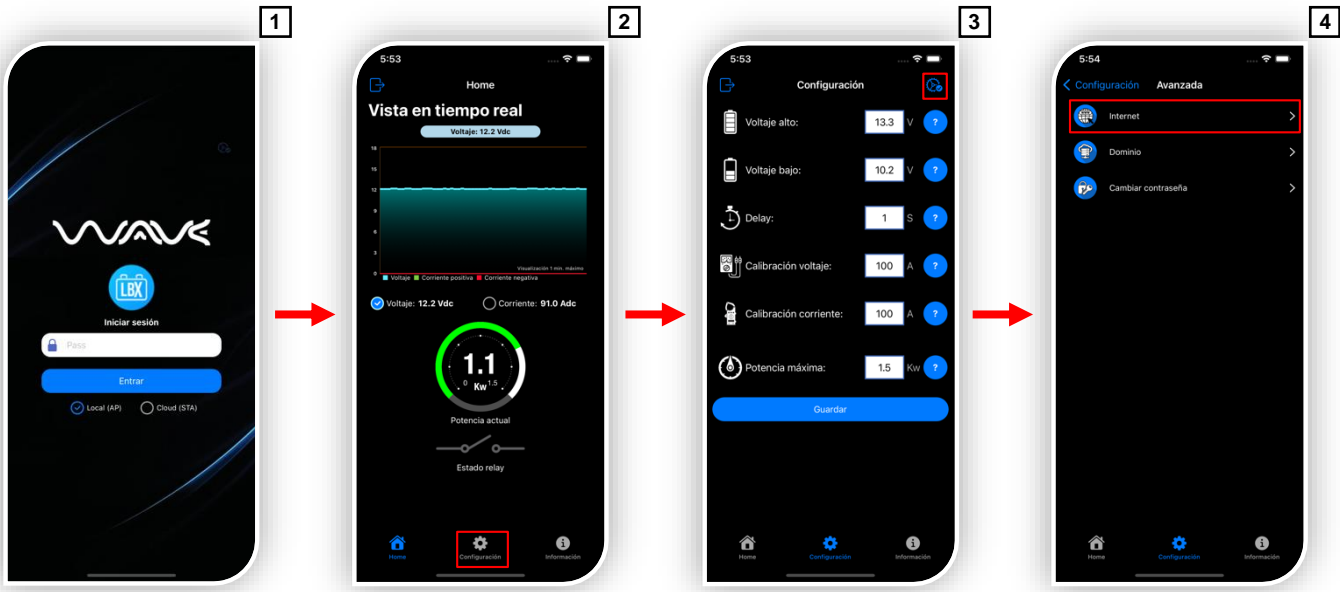 1
WAVE
LBX
Iniciar sesión
Pass
Entrar
Local (AP) Cloud (STA)
2
5:53
Home
Vista en tiempo real
Voltaje: 12.2 Vdc
18
15
12
9
6
3
0
Visualización 1 min. máximo
Voltaje Corriente positiva Corriente negativa
Voltaje: 12.2 Vdc Corriente: 91.0 Adc
1.1
0 Kw 1.5
Potencia actual
Estado relay
Home Configuración Información
3
5:53
Configuración
Voltaje alto: 13.3 V ?
Voltaje bajo: 10.2 V ?
Delay: 1 S ?
Calibración voltaje: 100 A ?
Calibración corriente: 100 A ?
Potencia máxima: 1.5 Kw ?
Guardar
Home Configuración Información
4
5:54
Configuración Avanzada
Internet
Dominio
Cambiar contraseña
Home Configuración Información